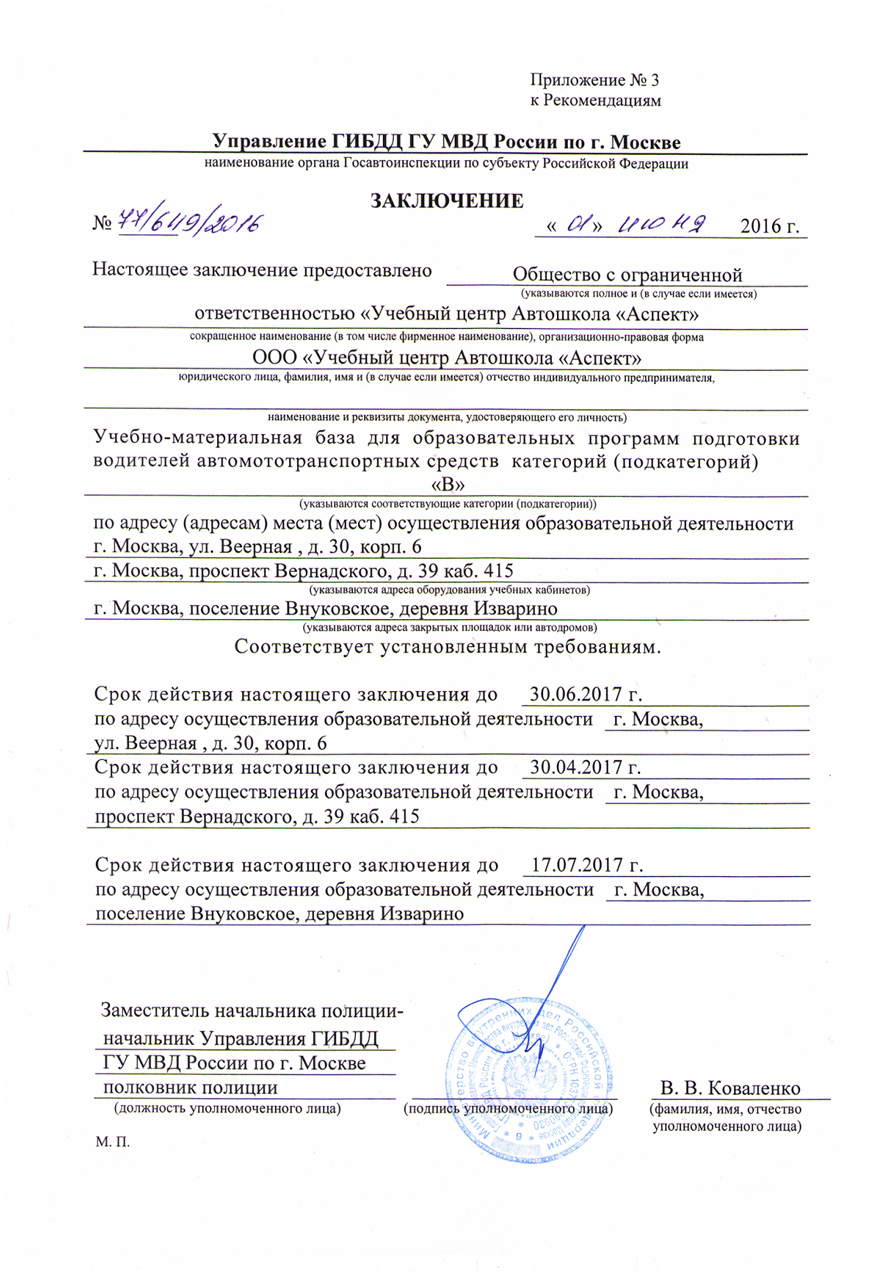 Приложение № 3
к Рекомендациям
Управление ГИБДД ГУ МВД России по г. Москве
наименование органа Госавтоинспекции по субъекту Российской Федерации
ЗАКЛЮЧЕНИЕ
№ 77/649/2016 « 01 » июня 2016 г.
Настоящее заключение предоставлено Общество с ограниченной
(указываются полное и (в случае если имеется)
ответственностью «Учебный центр Автошкола «Аспект»
сокращенное наименование (в том числе фирменное наименование), организационно-правовая форма
ООО «Учебный центр Автошкола «Аспект»
юридического лица, фамилия, имя и (в случае если имеется) отчество индивидуального предпринимателя,
наименование и реквизиты документа, удостоверяющего его личность)
Учебно-материальная база для образовательных программ подготовки
водителей автомототранспортных средств категорий (подкатегорий)
«В»
(указываются соответствующие категории (подкатегории))
по адресу (адресам) места (мест) осуществления образовательной деятельности
г. Москва, ул. Веерная , д. 30, корп. 6
г. Москва, проспект Вернадского, д. 39 каб. 415
(указываются адреса оборудования учебных кабинетов)
г. Москва, поселение Внуковское, деревня Изварино
(указываются адреса закрытых площадок или автодромов)
Соответствует установленным требованиям.
Срок действия настоящего заключения до 30.06.2017 г.
по адресу осуществления образовательной деятельности г. Москва,
ул. Веерная , д. 30, корп. 6
Срок действия настоящего заключения до 30.04.2017 г.
по адресу осуществления образовательной деятельности г. Москва,
проспект Вернадского, д. 39 каб. 415
Срок действия настоящего заключения до 17.07.2017 г.
по адресу осуществления образовательной деятельности г. Москва,
поселение Внуковское, деревня Изварино
Заместитель начальника полиции-
начальник Управления ГИБДД
ГУ МВД России по г. Москве
полковник полиции В. В. Коваленко
(должность уполномоченного лица) (подпись уполномоченного лица) (фамилия, имя, отчество
уполномоченного лица)
М. П.
Министерство внутренних дел Российской Федерации